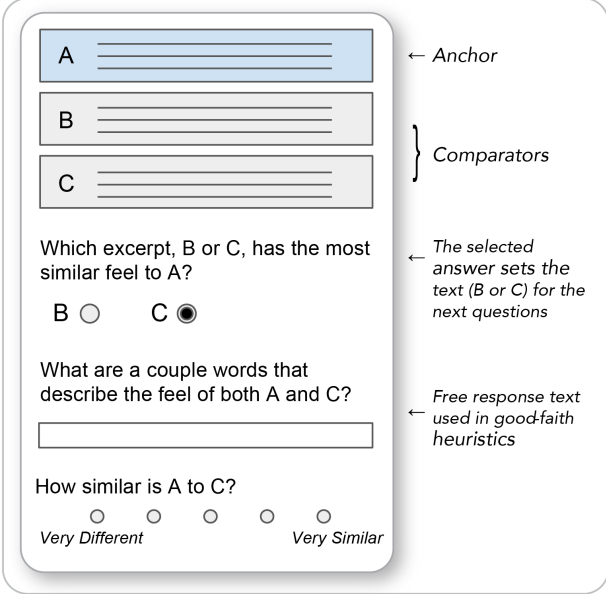 A
← Anchor
B
C
} Comparators
Which excerpt, B or C, has the most
similar feel to A?
B
C
← The selected
answer sets the
text (B or C) for the
next questions
What are a couple words that
describe the feel of both A and C?
← Free response text
used in good-faith
heuristics
How similar is A to C?
Very Different
Very Similar